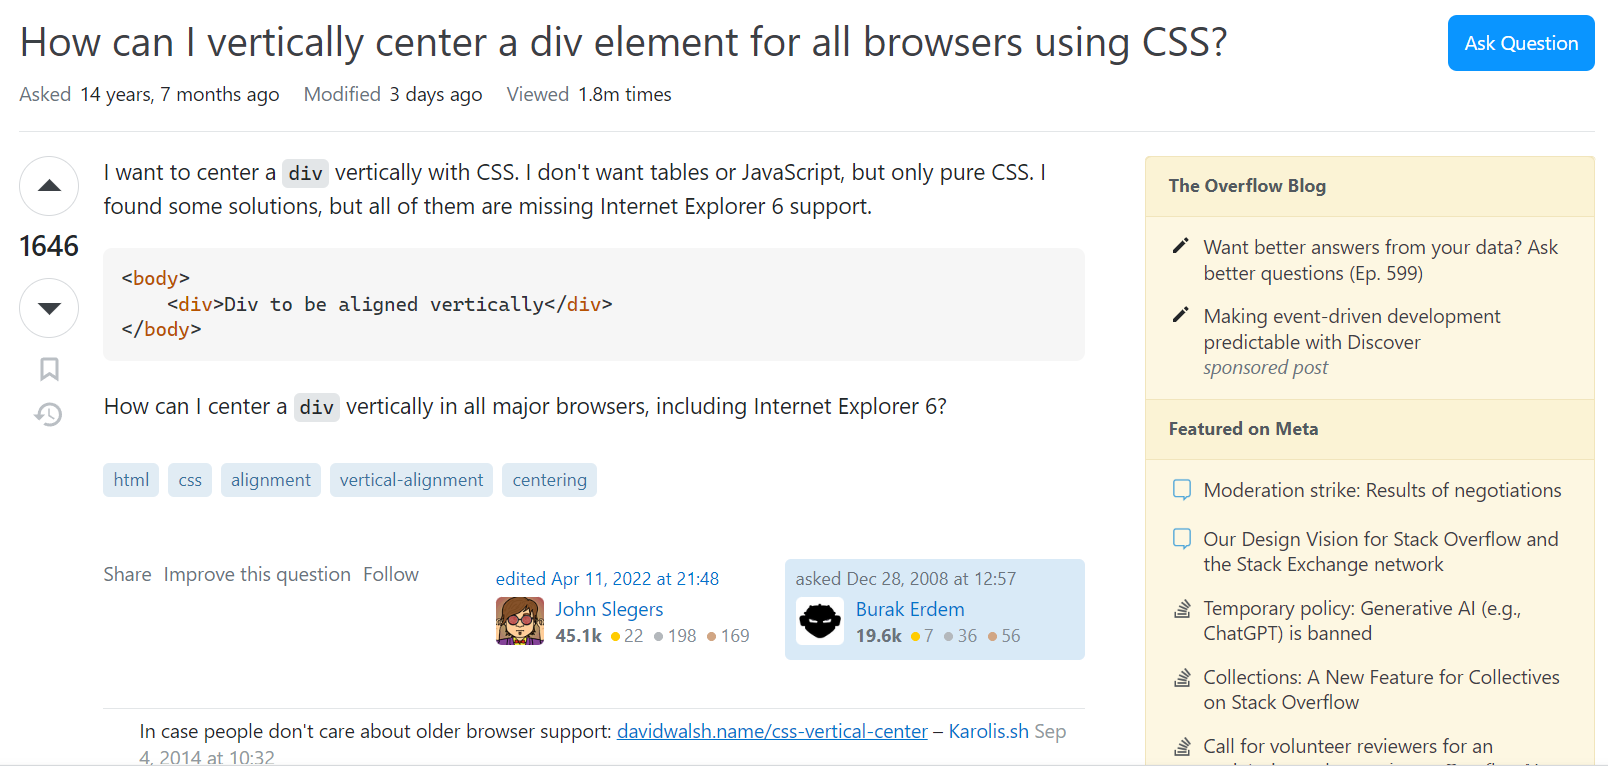 How can I vertically center a div element for all browsers using CSS?
Ask Question
Asked 14 years, 7 months ago Modified 3 days ago Viewed 1.8m times
1646
I want to center a div vertically with CSS. I don't want tables or JavaScript, but only pure CSS. I
found some solutions, but all of them are missing Internet Explorer 6 support.
<body>
    <div>Div to be aligned vertically</div>
</body>
How can I center a div vertically in all major browsers, including Internet Explorer 6?
html css alignment vertical-alignment centering
Share Improve this question Follow
edited Apr 11, 2022 at 21:48
John Slegers
45.1k 22 198 169
asked Dec 28, 2008 at 12:57
Burak Erdem
19.6k 7 36 56
In case people don't care about older browser support: davidwalsh.name/css-vertical-center – Karolis.sh Sep
4, 2014 at 10:32
The Overflow Blog
Want better answers from your data? Ask
better questions (Ep. 599)
Making event-driven development
predictable with Discover
sponsored post
Featured on Meta
Moderation strike: Results of negotiations
Our Design Vision for Stack Overflow and
the Stack Exchange network
Temporary policy: Generative AI (e.g.,
ChatGPT) is banned
Collections: A New Feature for Collectives
on Stack Overflow
Call for volunteer reviewers for an